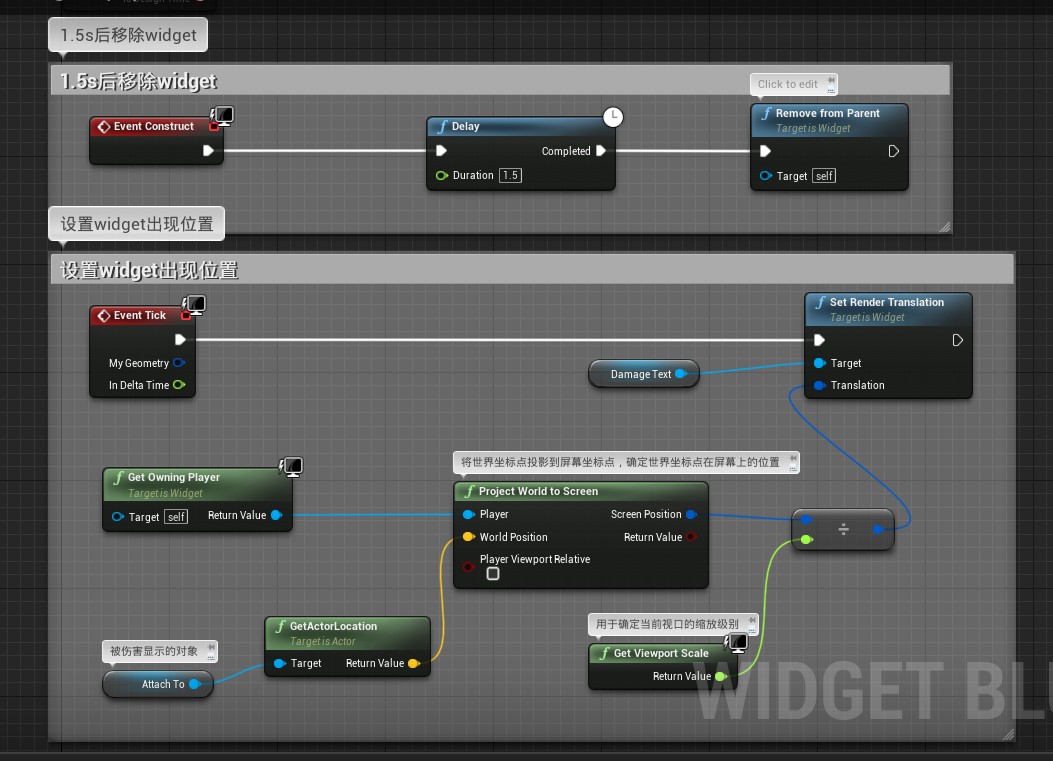 1.5s后移除widget
1.5s后移除widget
Click to edit
Event Construct
Delay
Completed
Duration 1.5
Remove from Parent
Target is Widget
Target self
设置widget出现位置
设置widget出现位置
Event Tick
My Geometry
In Delta Time
Damage Text
Set Render Translation
Target is Widget
Target
Translation
Get Owning Player
Target is Widget
Target self Return Value
将世界坐标点投影到屏幕坐标点，确定世界坐标点在屏幕上的位置
Project World to Screen
Player Screen Position
World Position Return Value
Player Viewport Relative
÷
被伤害显示的对象
Attach To
GetActorLocation
Target is Actor
Target Return Value
用于确定当前视口的缩放级别
Get Viewport Scale
Return Value
WIDGET BLU